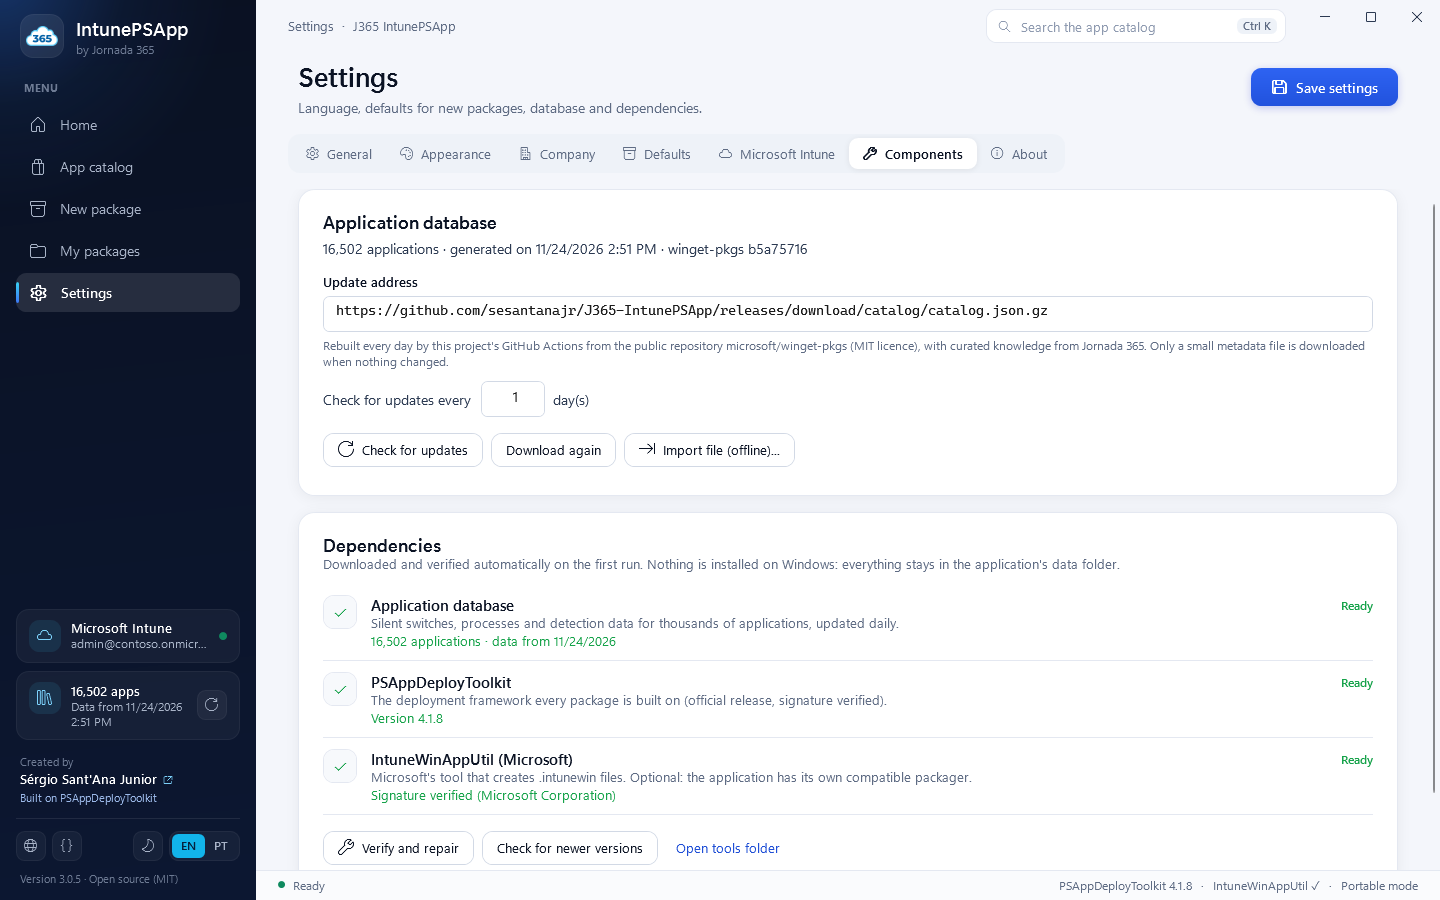 365
IntunePSApp
by Jornada 365
MENU
Home
App catalog
New package
My packages
Settings
Microsoft Intune
admin@contoso.onmicr...
16,502 apps
Data from 11/24/2026
2:51 PM
Created by
Sérgio Sant'Ana Junior
Built on PSAppDeployToolkit
{} EN PT
Version 3.0.5 · Open source (MIT)
Settings · J365 IntunePSApp
Search the app catalog Ctrl K
Settings
Language, defaults for new packages, database and dependencies.
Save settings
General Appearance Company Defaults Microsoft Intune Components About
Application database
16,502 applications · generated on 11/24/2026 2:51 PM · winget-pkgs b5a75716
Update address
https://github.com/sesantanajr/J365-IntunePSApp/releases/download/catalog/catalog.json.gz
Rebuilt every day by this project's GitHub Actions from the public repository microsoft/winget-pkgs (MIT licence), with curated knowledge from Jornada 365. Only a small metadata file is downloaded
when nothing changed.
Check for updates every 1 day(s)
Check for updates Download again Import file (offline)...
Dependencies
Downloaded and verified automatically on the first run. Nothing is installed on Windows: everything stays in the application's data folder.
Application database Ready
Silent switches, processes and detection data for thousands of applications, updated daily.
16,502 applications · data from 11/24/2026
PSAppDeployToolkit Ready
The deployment framework every package is built on (official release, signature verified).
Version 4.1.8
IntuneWinAppUtil (Microsoft) Ready
Microsoft's tool that creates .intunewin files. Optional: the application has its own compatible packager.
Signature verified (Microsoft Corporation)
Verify and repair Check for newer versions Open tools folder
Ready
PSAppDeployToolkit 4.1.8 · IntuneWinAppUtil ✓ · Portable mode